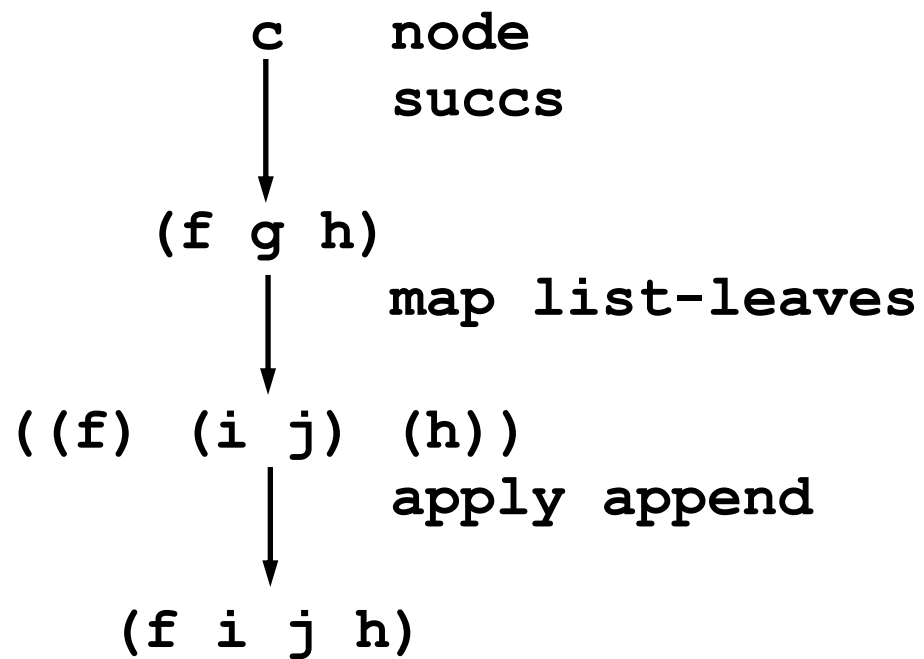 c node
succs
(f g h)
map list-leaves
((f) (i j) (h))
apply append
(f i j h)